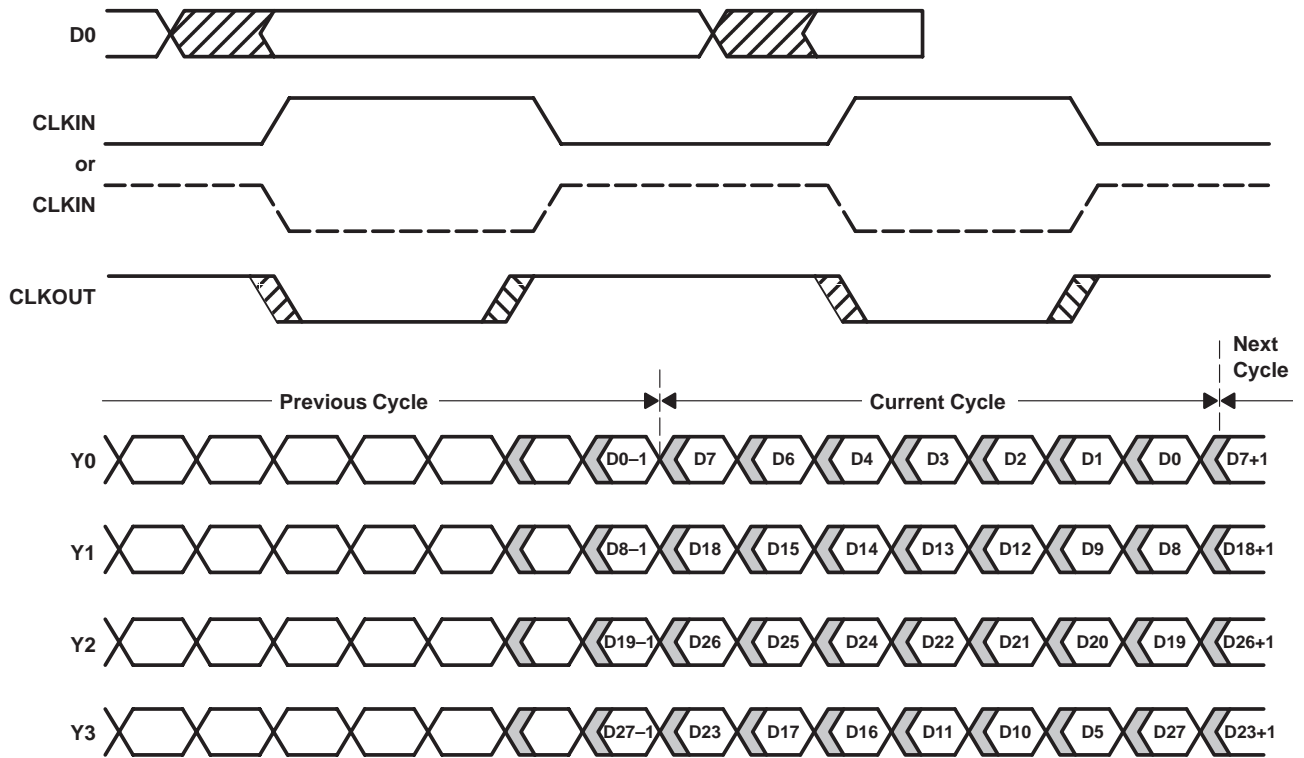 D0
CLKIN
or
CLKIN
CLKOUT
Next
Cycle
Previous Cycle
Current Cycle
Y0 D0–1 D7 D6 D4 D3 D2 D1 D0 D7+1
Y1 D8–1 D18 D15 D14 D13 D12 D9 D8 D18+1
Y2 D19–1 D26 D25 D24 D22 D21 D20 D19 D26+1
Y3 D27–1 D23 D17 D16 D11 D10 D5 D27 D23+1